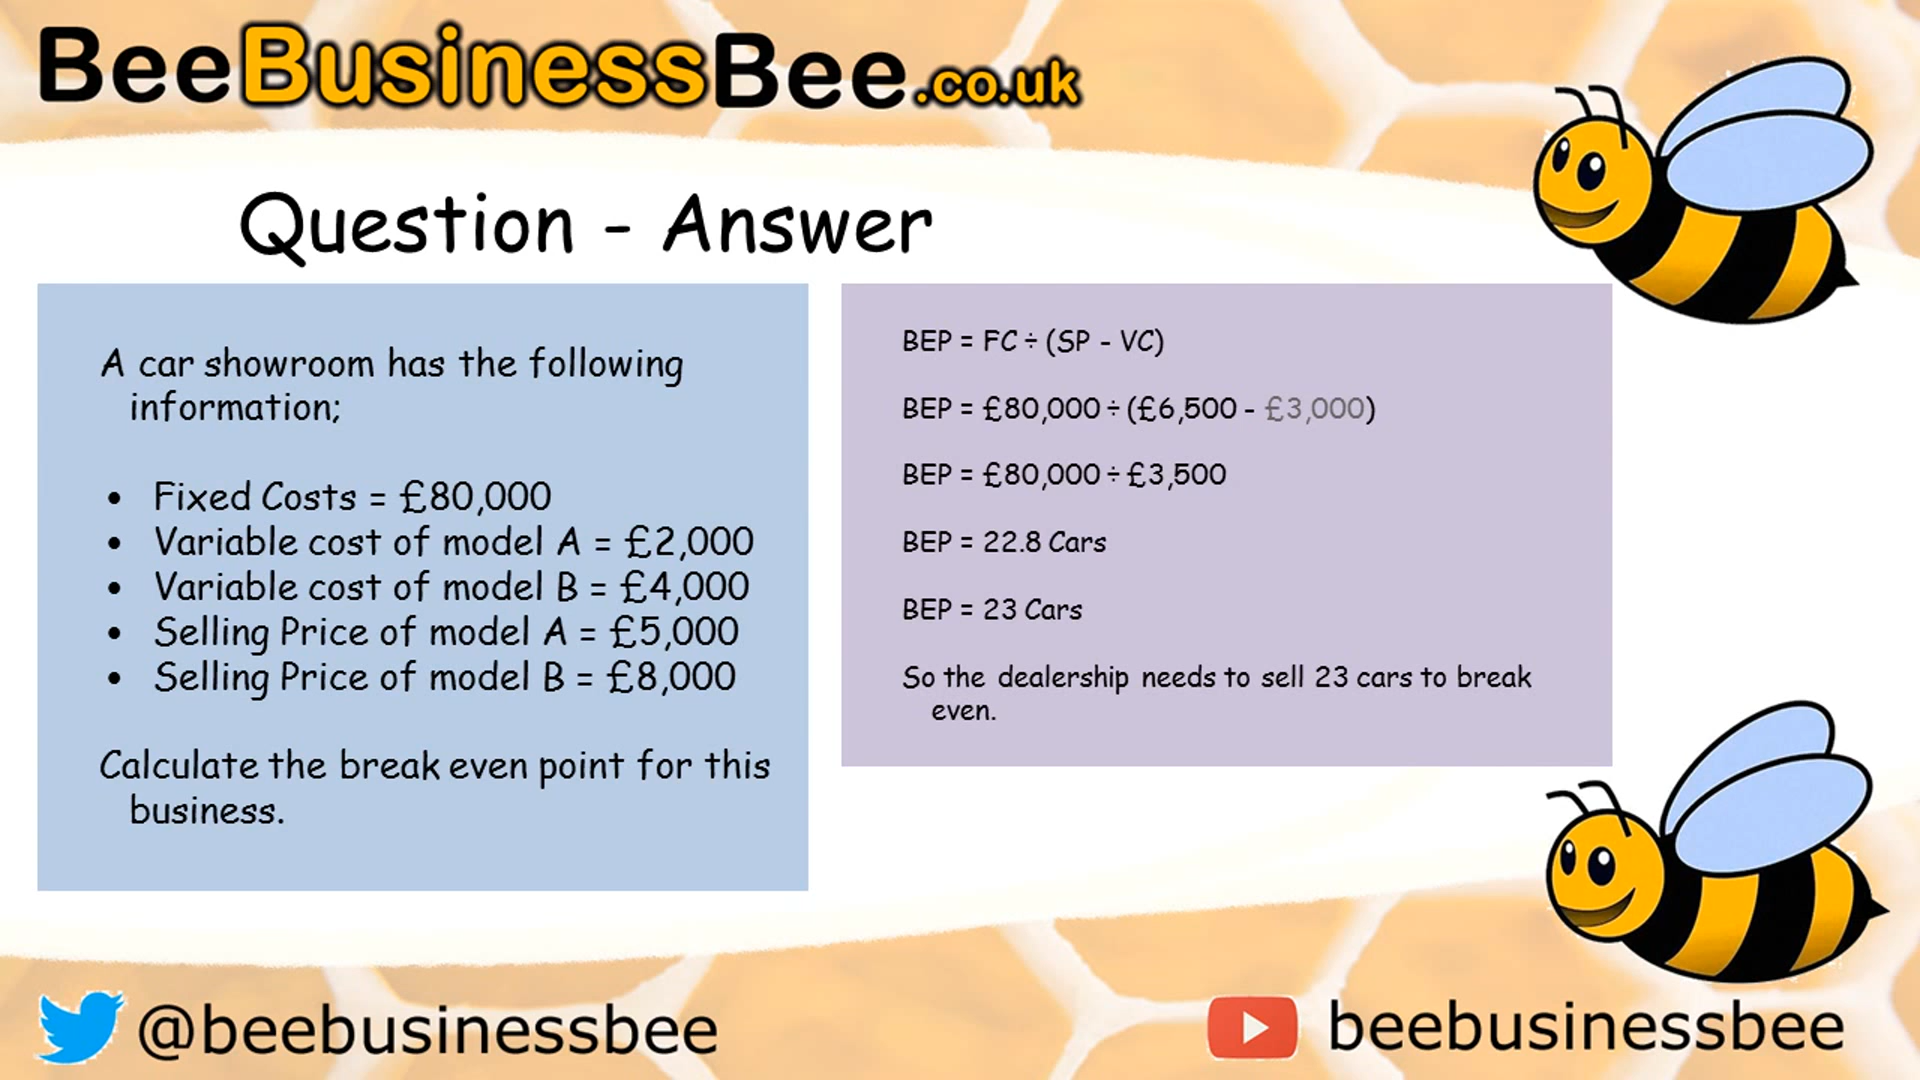 BeeBusinessBee.co.uk
Question - Answer
A car showroom has the following
information;
• Fixed Costs = £80,000
• Variable cost of model A = £2,000
• Variable cost of model B = £4,000
• Selling Price of model A = £5,000
• Selling Price of model B = £8,000
Calculate the break even point for this
business.
BEP = FC ÷ (SP - VC)
BEP = £80,000 ÷ (£6,500 - £3,000)
BEP = £80,000 ÷ £3,500
BEP = 22.8 Cars
BEP = 23 Cars
So the dealership needs to sell 23 cars to break
even.
@beebusinessbee
beebusinessbee